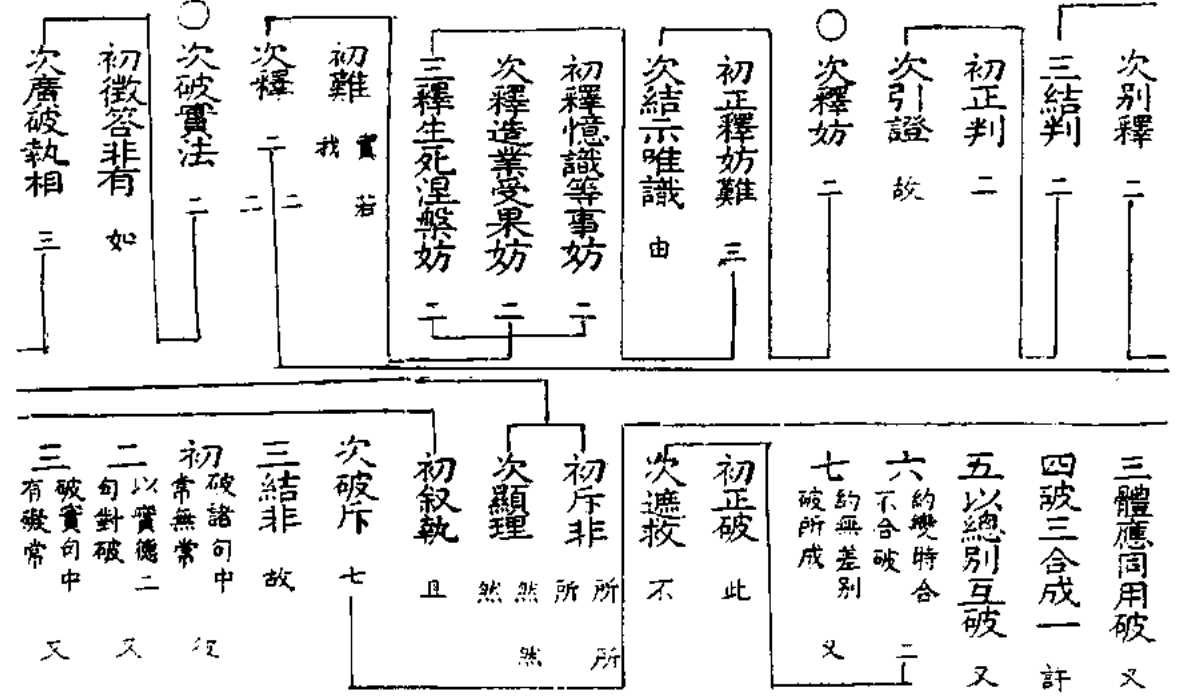 次別釋 二
三結判 二
初正判 二
次引證 故
○
次釋妨 二
初正釋妨難 三
次結示唯識 由
初釋憶識等事妨 二
次釋造業受果妨 二
三釋生死涅槃妨 二
初難 實我 若
次釋 二 二 二
○
次破實法 二
初徵答非有 如
次廣破執相 三
三體應同用破 又
四破三合成一 許
五以總別互破 又
六 約變時合不合破 二
七 約無差別破所成 又
初正破 此
次遮救 不
初斥非 所 所 所
次顯理 然 然 然
初叙執 且
次破斥 七
三結非 故
初 破諸句中常無常
二 以實德二句對破 又
三 破實句中有礙常 又